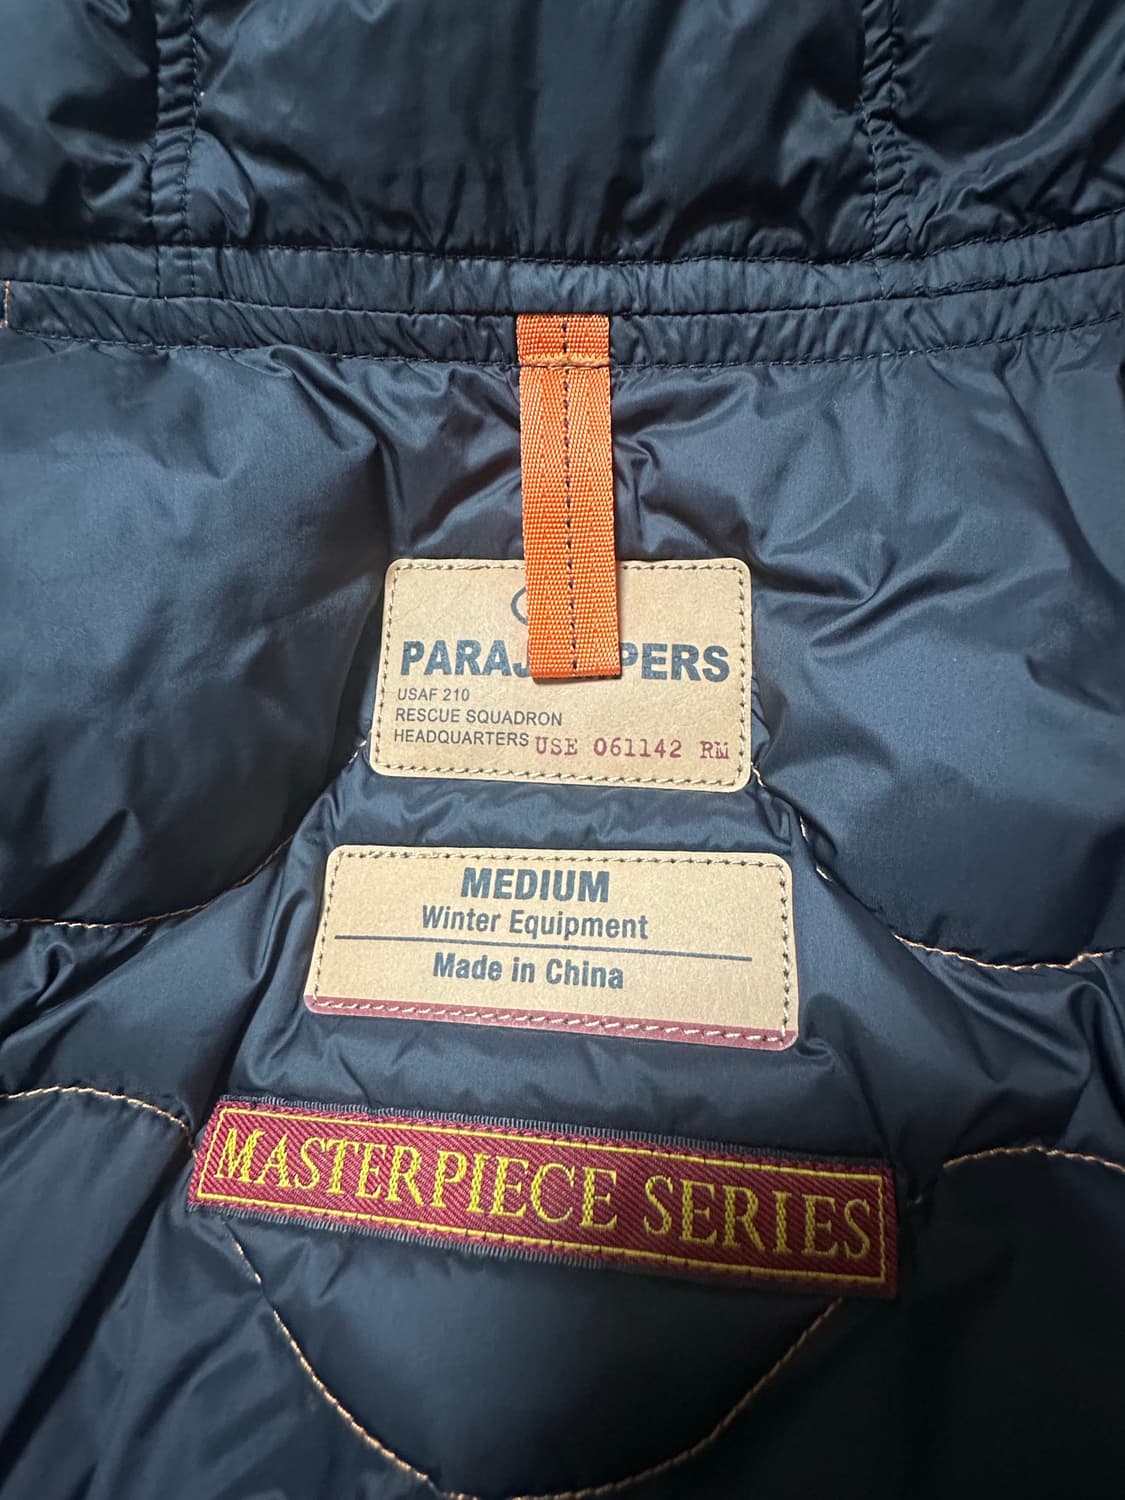 USAF 210
RESCUE SQUADRON
HEADQUARTERS USE 061142 RM
MEDIUM
Winter Equipment
Made in China
MASTERPIECE SERIES